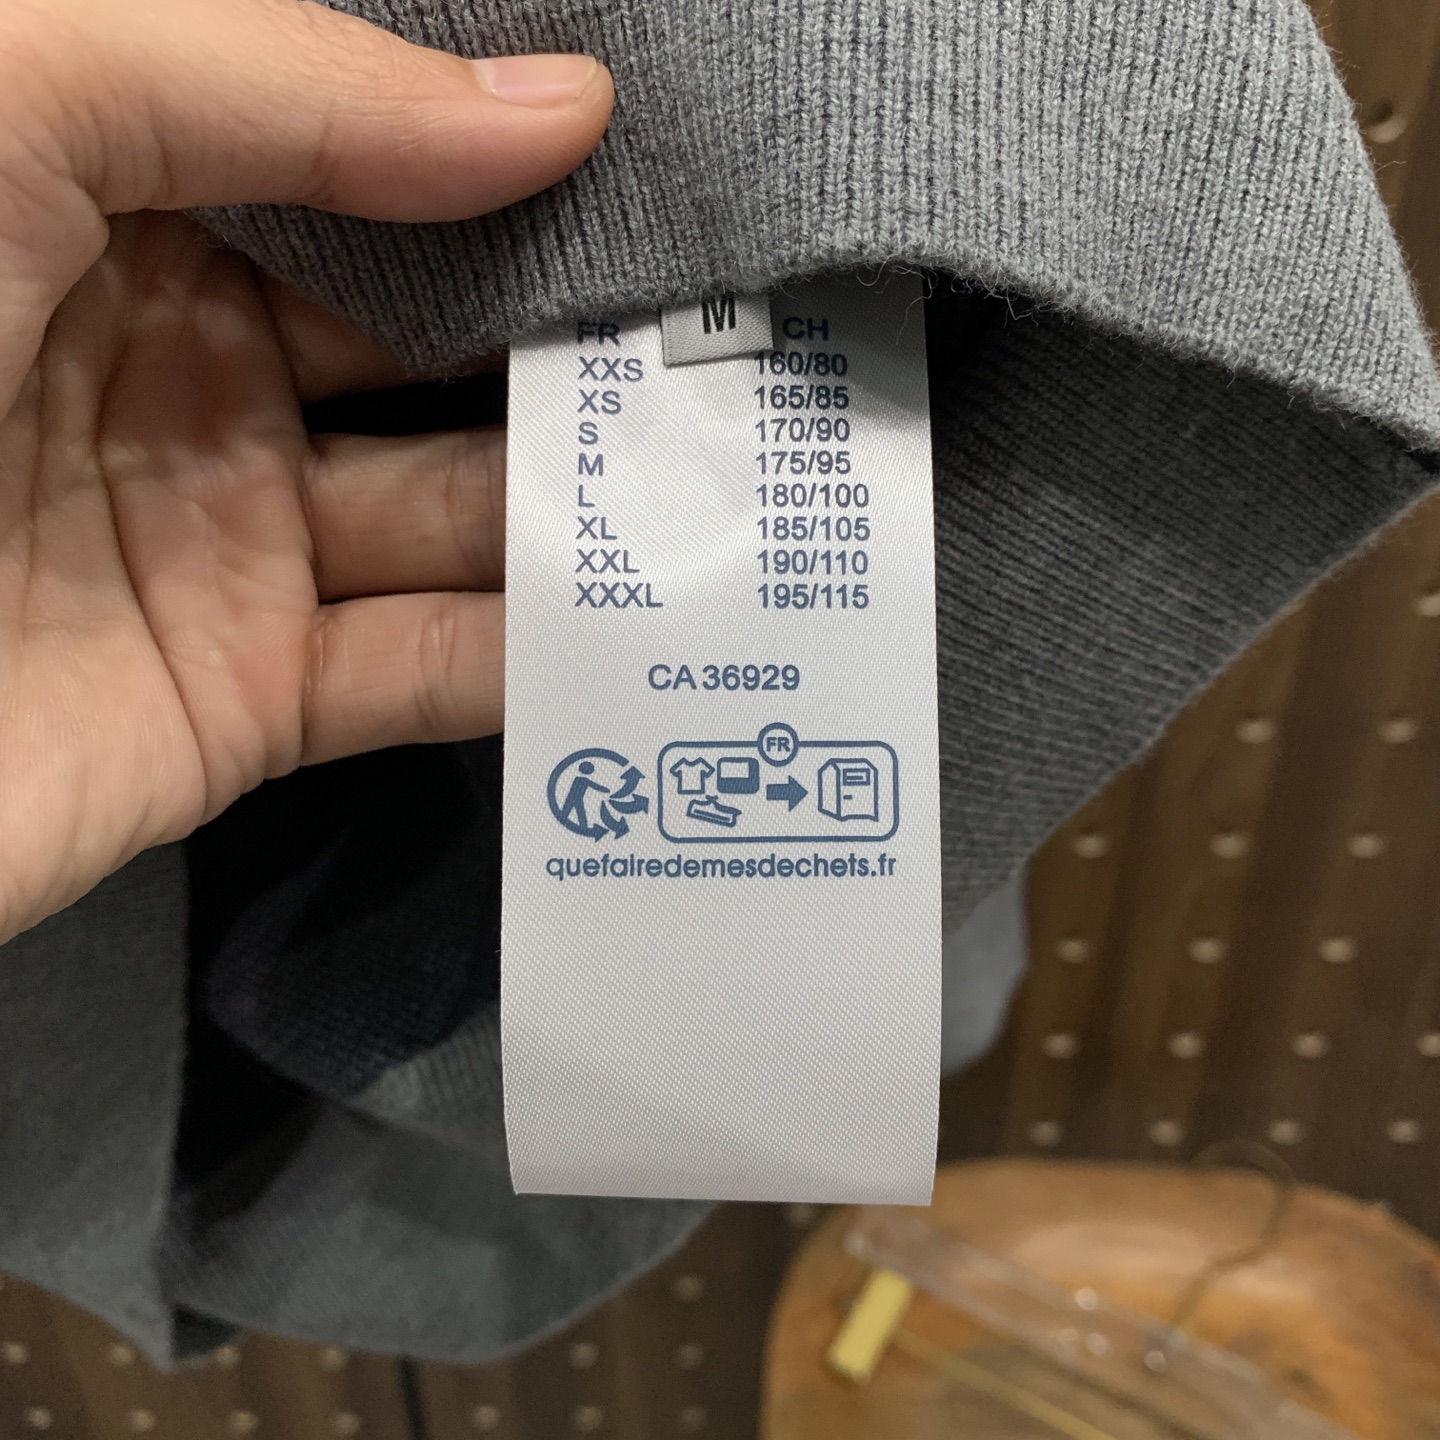 M
FR CH
XXS 160/80
XS 165/85
S 170/90
M 175/95
L 180/100
XL 185/105
XXL 190/110
XXXL 195/115
CA 36929
FR
quefairedemesdechets.fr